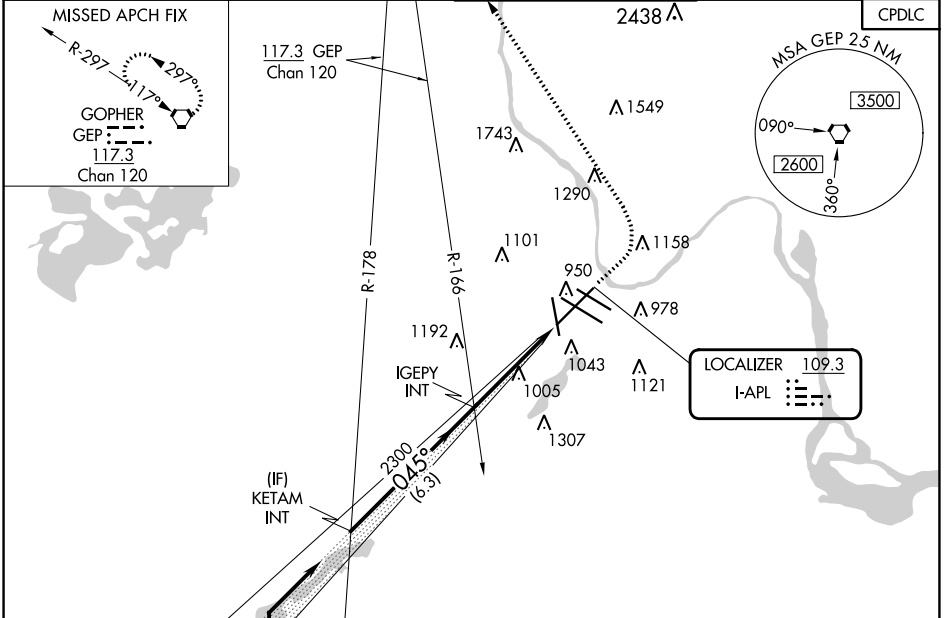 MISSED APCH FIX
R-297
297°
117°
GOPHER
GEP
117.3
Chan 120
117.3 GEP
Chan 120
2438
CPDLC
MSA GEP 25 NM
3500
090°
2600
360°
1549
1743
1290
1158
1101
950
978
R-178
R-166
1192
1043
1121
IGEPY
INT
1005
1307
LOCALIZER 109.3
I-APL
2300
045°
(6.3)
(IF)
KETAM
INT